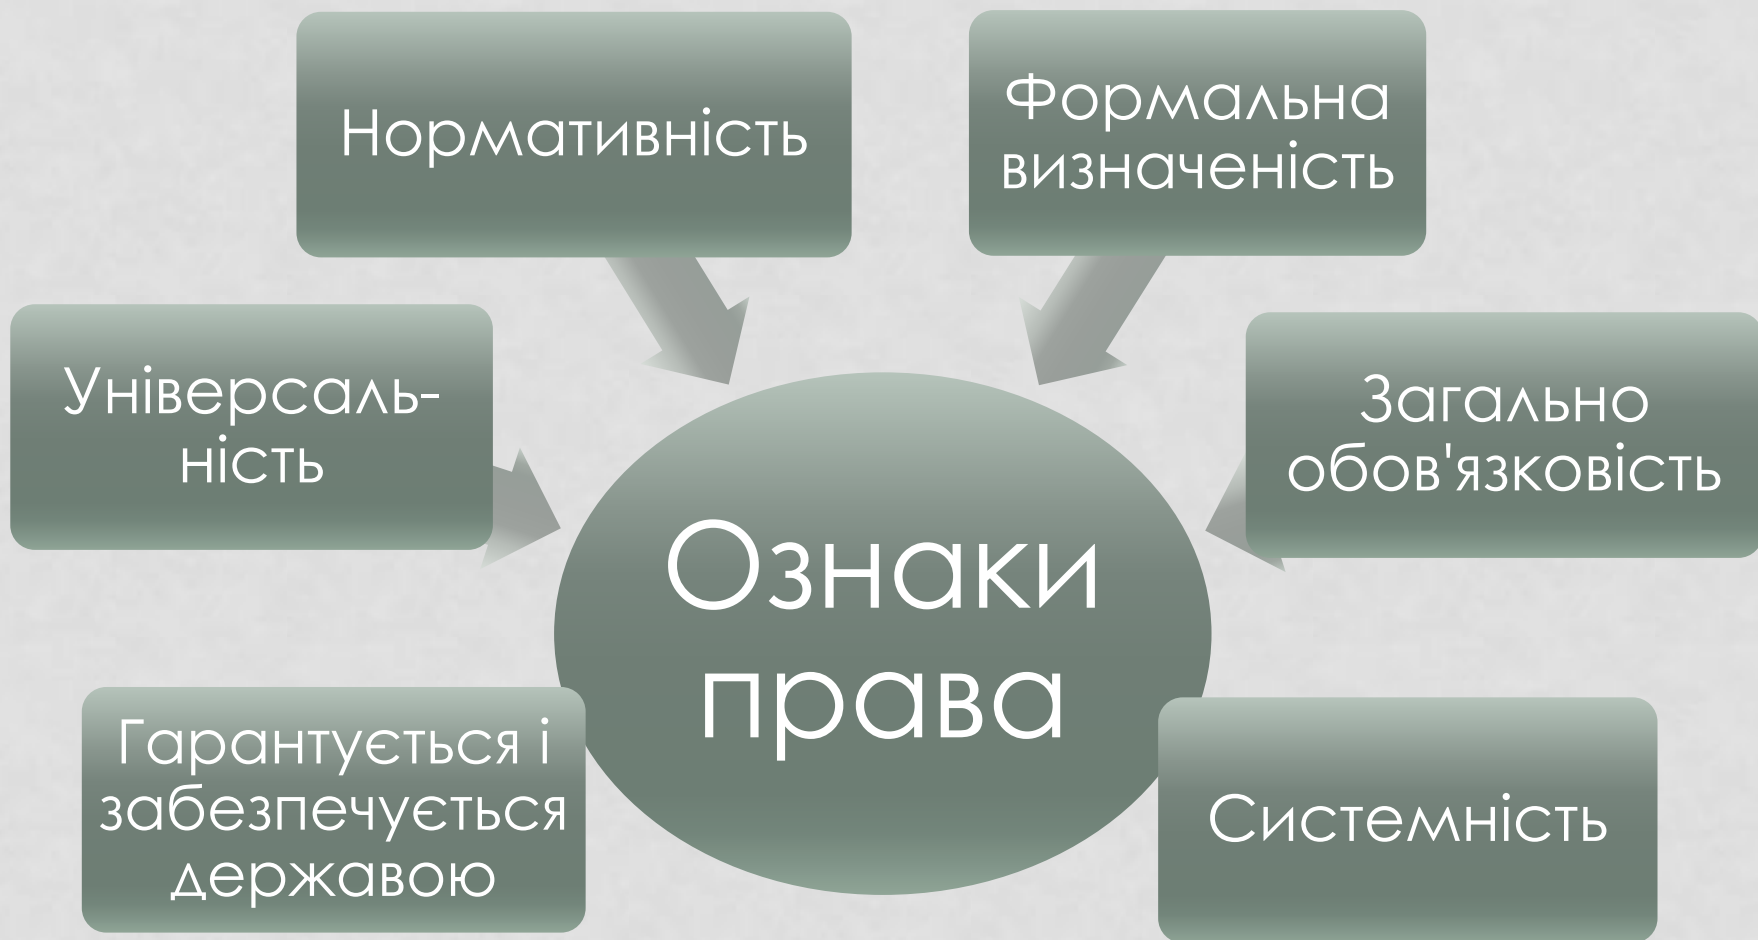 Нормативність
Формальна
визначеність
Універсаль-
ність
Загально
обов'язковість
Ознаки
права
Гарантується і
забезпечується
державою
Системність